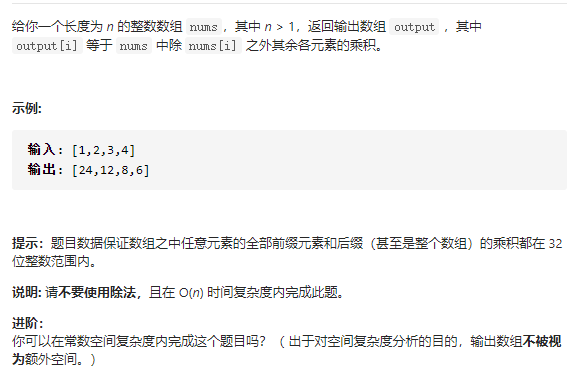 给你一个长度为 n 的整数数组 nums，其中 n > 1，返回输出数组 output ，其中
output[i] 等于 nums 中除 nums[i] 之外其余各元素的乘积。
示例:
输入: [1,2,3,4]
输出: [24,12,8,6]
提示：题目数据保证数组之中任意元素的全部前缀元素和后缀（甚至是整个数组）的乘积都在 32
位整数范围内。
说明: 请不要使用除法，且在 O(n) 时间复杂度内完成此题。
进阶：
你可以在常数空间复杂度内完成这个题目吗？（ 出于对空间复杂度分析的目的，输出数组不被视
为额外空间。）